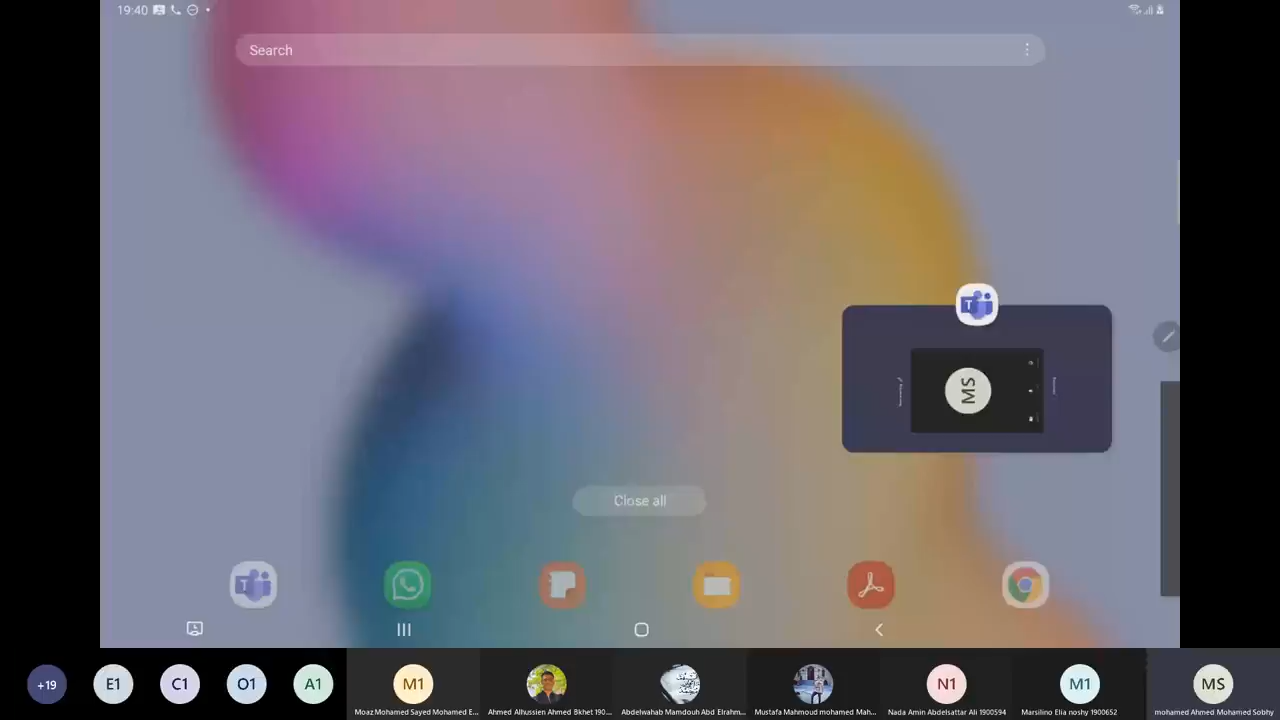 19:40
Search
T
MS
Close all
T
+19
E1
C1
O1
A1
M1
N1
M1
MS
Moaz.Mohamed Sayed Mohamed E...
Ahmed Alhussien Ahmed Bkhet 190...
Abdelwahab Mamdouh Abd Elrahm...
Mustafa Mahmoud mohamed Mah...
Nada Amin Abdelsattar Ali 1900594
Marsilino Elia noshy 1900652
mohamed Ahmed Mohamed Sobhy